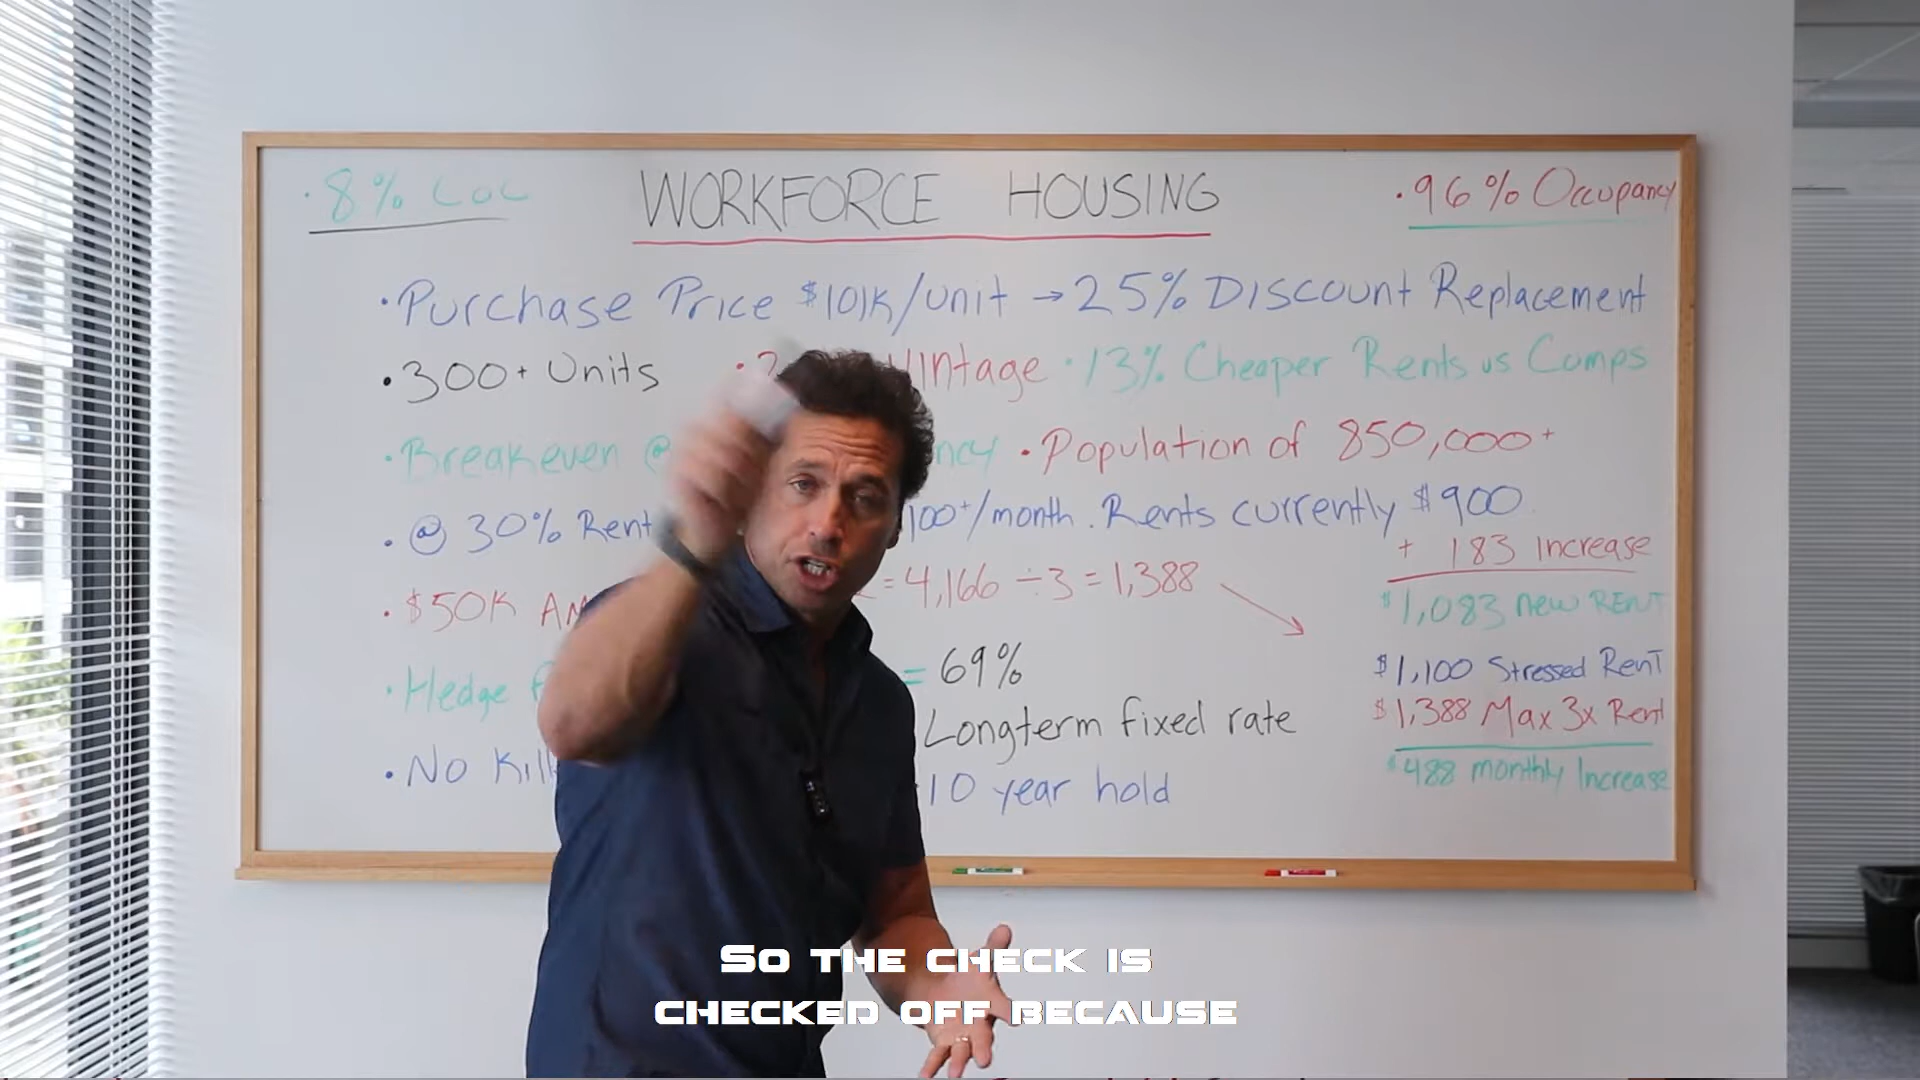 · 8% COC
WORKFORCE HOUSING
· 96% Occupancy
· Purchase Price $101K/unit → 25% DISCOUNT Replacement
· 300+ Units · Vintage · 13% Cheaper Rents vs Comps
· Breakeven @ · Population of 850,000+
· @ 30% Rent 100+/month. Rents currently $900
+ 183 Increase
· $50K = 4,166 ÷ 3 = 1,388
$1,083 new RENT
· Hedge = 69%
$1,100 Stressed RenT
Longterm fixed rate
$1,388 Max 3x Rent
· No 10 year hold
$488 monthly Increase
So the check is
checked off because